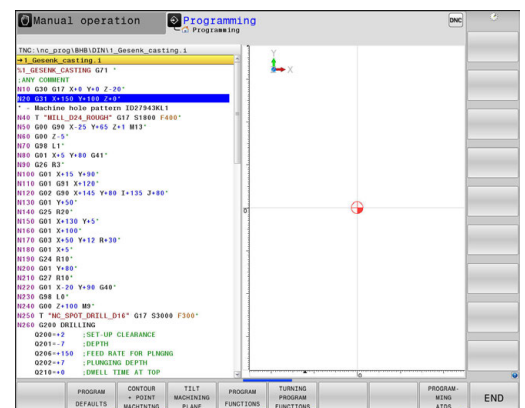 Manual operation
Programming
Programming
DNC
TNC:\nc_prog\BHB\DIN\1_Gesenk_casting.i
→1_Gesenk_casting.i
%1_GESENK_CASTING G71 *
;ANY COMMENT
N10 G30 G17 X+0 Y+0 Z-20*
N20 G31 X+150 Y+100 Z+0*
* - Machine hole pattern ID27943KL1
N40 T "MILL_D24_ROUGH" G17 S1800 F400*
N50 G00 G90 X-25 Y+65 Z+1 M13*
N60 G00 Z-5*
N70 G98 L1*
N80 G01 X+5 Y+80 G41*
N90 G26 R3*
N100 G01 X+15 Y+90*
N110 G01 G91 X+120*
N120 G02 G90 X+145 Y+80 I+135 J+80*
N130 G01 Y+50*
N140 G25 R20*
N150 G01 X+130 Y+5*
N160 G01 X+100*
N170 G03 X+50 Y+12 R+30*
N180 G01 X+5*
N190 G24 R10*
N200 G01 Y+80*
N210 G27 R10*
N220 G01 X-20 Y+90 G40*
N230 G98 L0*
N240 G00 Z+100 M9*
N250 T "NC_SPOT_DRILL_D16" G17 S3000 F300*
N260 G200 DRILLING
Q200=+2 ;SET-UP CLEARANCE
Q201=-7 ;DEPTH
Q206=+150 ;FEED RATE FOR PLNGNG
Q202=+7 ;PLUNGING DEPTH
Q210=+0 ;DWELL TIME AT TOP
Y
X
0
0
PROGRAM DEFAULTS
CONTOUR + POINT MACHINING
TILT MACHINING PLANE
PROGRAM FUNCTIONS
TURNING PROGRAM FUNCTIONS
PROGRAM- MING AIDS
END